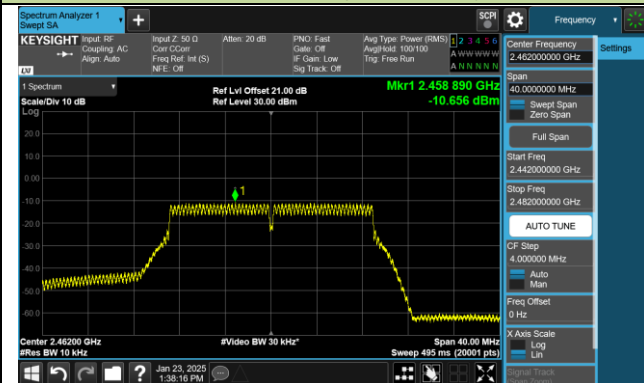 Spectrum Analyzer 1
Swept SA
+
SCPI
Frequency
KEYSIGHT
Input: RF
Coupling: AC
Align: Auto
Input Z: 50 Ω
Corr CCorr
Freq Ref: Int (S)
NFE: Off
Atten: 20 dB
PNO: Fast
Gate: Off
IF Gain: Low
Sig Track: Off
Avg Type: Power (RMS)
Avg|Hold: 100/100
Trig: Free Run
1 2 3 4 5 6
A W W W W W
A N N N N N
LXI
1 Spectrum
Scale/Div 10 dB
Log
Ref Lvl Offset 21.00 dB
Ref Level 30.00 dBm
Mkr1 2.458 890 GHz
-10.656 dBm
20.0
10.0
0.00
-10.0
-20.0
-30.0
-40.0
-50.0
-60.0
1
Center 2.46200 GHz
#Res BW 10 kHz
#Video BW 30 kHz*
Span 40.00 MHz
Sweep 495 ms (20001 pts)
Center Frequency
2.462000000 GHz
Span
40.0000000 MHz
Swept Span
Zero Span
Full Span
Start Freq
2.442000000 GHz
Stop Freq
2.482000000 GHz
AUTO TUNE
CF Step
4.000000 MHz
Auto
Man
Freq Offset
0 Hz
X Axis Scale
Log
Lin
Signal Track
(Span Zoom)
Settings
?
Jan 23, 2025
1:38:16 PM